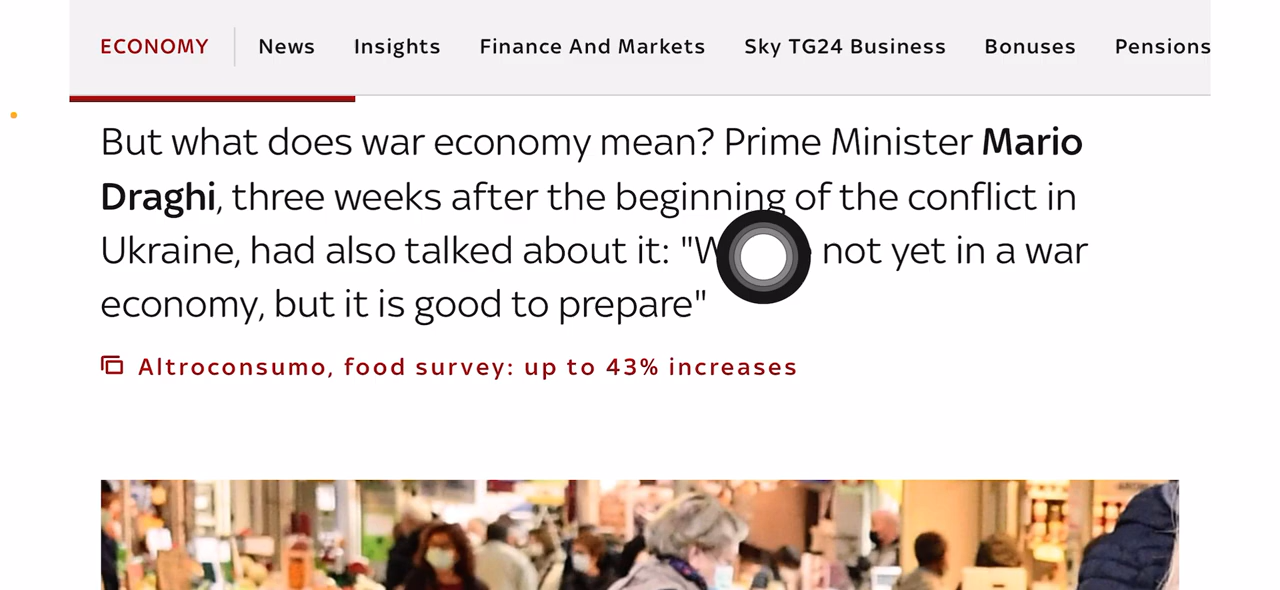 ECONOMY News Insights Finance And Markets Sky TG24 Business Bonuses Pensions
But what does war economy mean? Prime Minister Mario
Draghi, three weeks after the beginning of the conflict in
Ukraine, had also talked about it: "W not yet in a war
economy, but it is good to prepare"
Altroconsumo, food survey: up to 43% increases